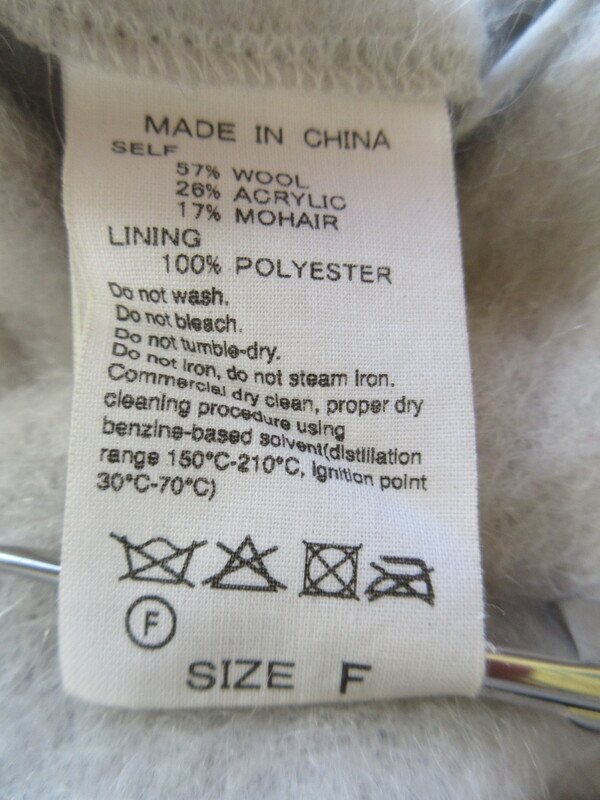 MADE IN CHINA
SELF
57% WOOL
26% ACRYLIC
17% MOHAIR
LINING
100% POLYESTER
Do not wash.
Do not bleach.
Do not tumble-dry.
Do not iron, do not steam iron.
Commercial dry clean, proper dry
cleaning procedure using
benzine-based solvent(distillation
range 150°C-210°C, ignition point
30°C-70°C)
F
SIZE F